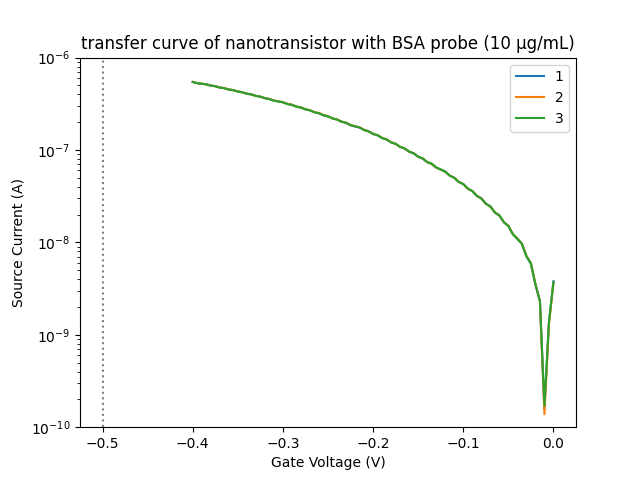 transfer curve of nanotransistor with BSA probe (10 μg/mL)
10⁻⁶
10⁻⁷
10⁻⁸
10⁻⁹
10⁻¹⁰
Source Current (A)
1
2
3
−0.5 −0.4 −0.3 −0.2 −0.1 0.0
Gate Voltage (V)